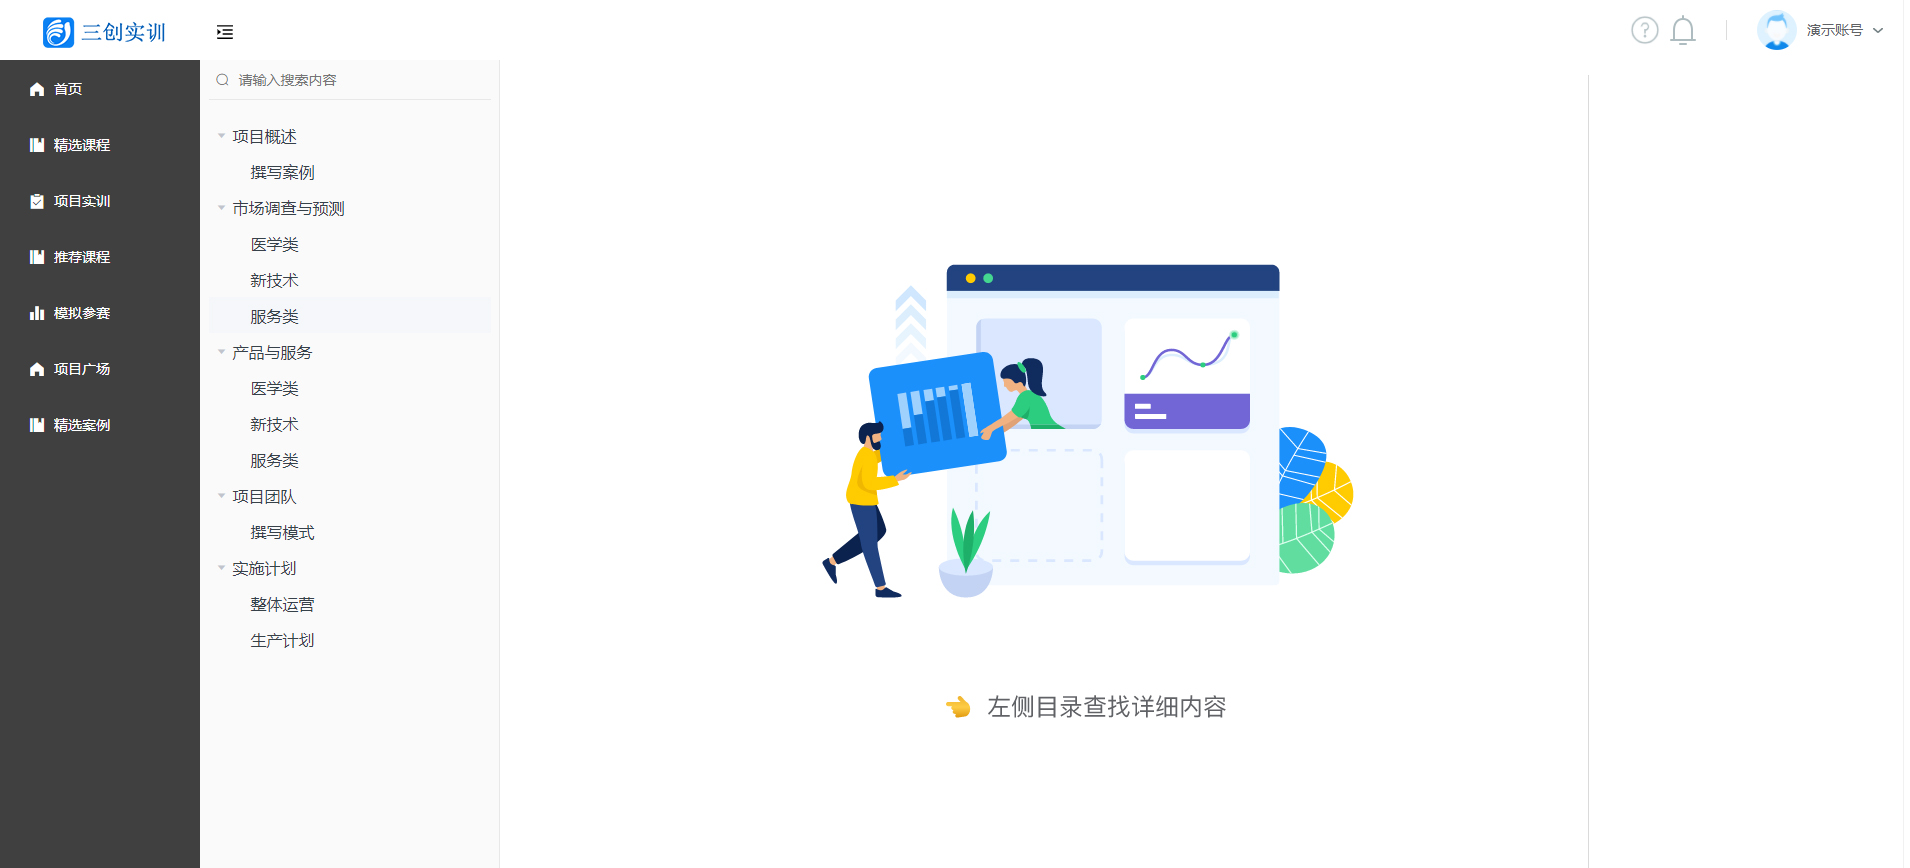 三创实训
演示账号
首页
精选课程
项目实训
推荐课程
模拟参赛
项目广场
精选案例
请输入搜索内容
项目概述
撰写案例
市场调查与预测
医学类
新技术
服务类
产品与服务
医学类
新技术
服务类
项目团队
撰写模式
实施计划
整体运营
生产计划
左侧目录查找详细内容